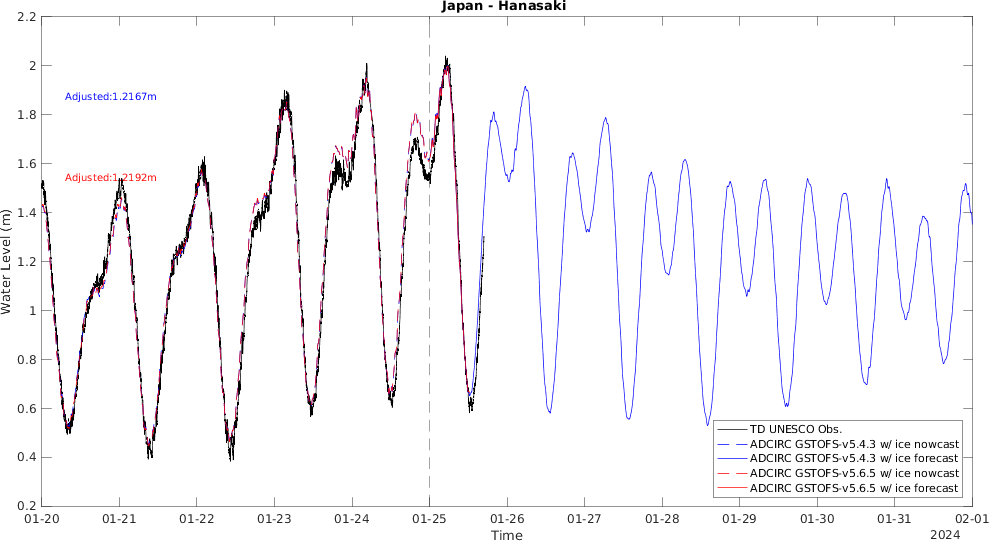 Japan - Hanasaki
2.2
2
1.8
1.6
1.4
1.2
1
0.8
0.6
0.4
0.2
Water Level (m)
Adjusted:1.2167m
Adjusted:1.2192m
TD UNESCO Obs.
ADCIRC GSTOFS-v5.4.3 w/ ice nowcast
ADCIRC GSTOFS-v5.4.3 w/ ice forecast
ADCIRC GSTOFS-v5.6.5 w/ ice nowcast
ADCIRC GSTOFS-v5.6.5 w/ ice forecast
01-20 01-21 01-22 01-23 01-24 01-25 01-26 01-27 01-28 01-29 01-30 01-31 02-01
Time
2024